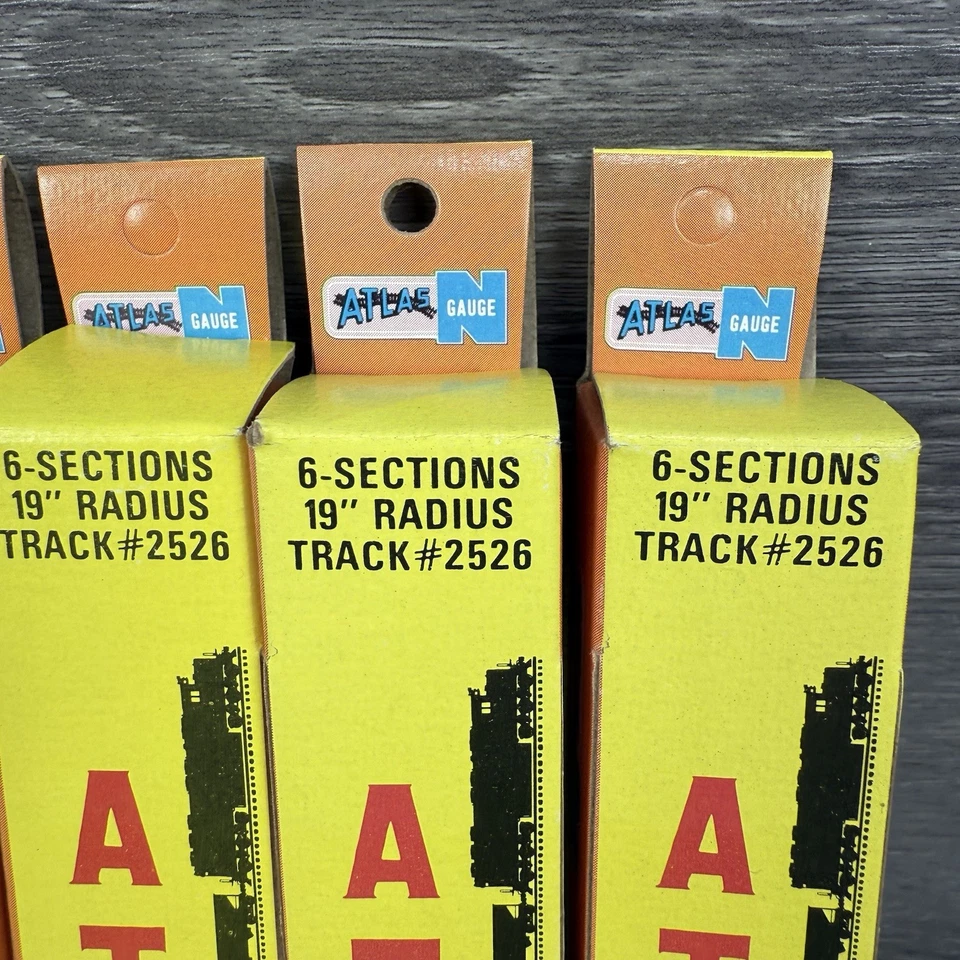 ATLAS N GAUGE
ATLAS N GAUGE
ATLAS N GAUGE
6-SECTIONS
19" RADIUS
TRACK#2526
A
T
6-SECTIONS
19" RADIUS
TRACK#2526
A
T
6-SECTIONS
19" RADIUS
TRACK#2526
A
T